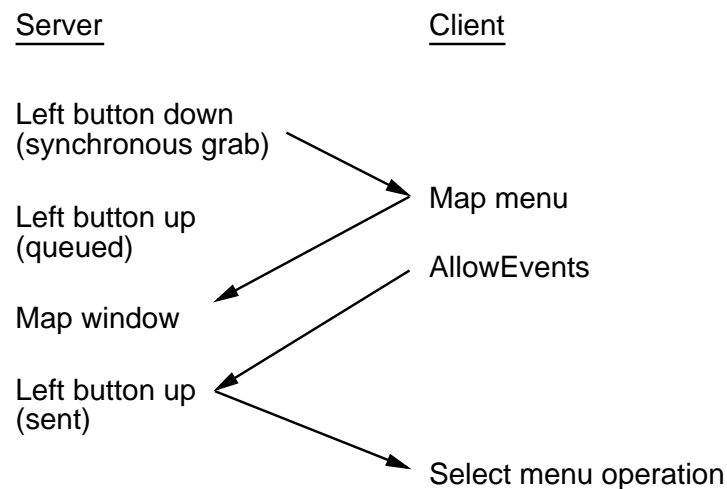 Server
Client
Left button down
(synchronous grab)
Map menu
Left button up
(queued)
AllowEvents
Map window
Left button up
(sent)
Select menu operation